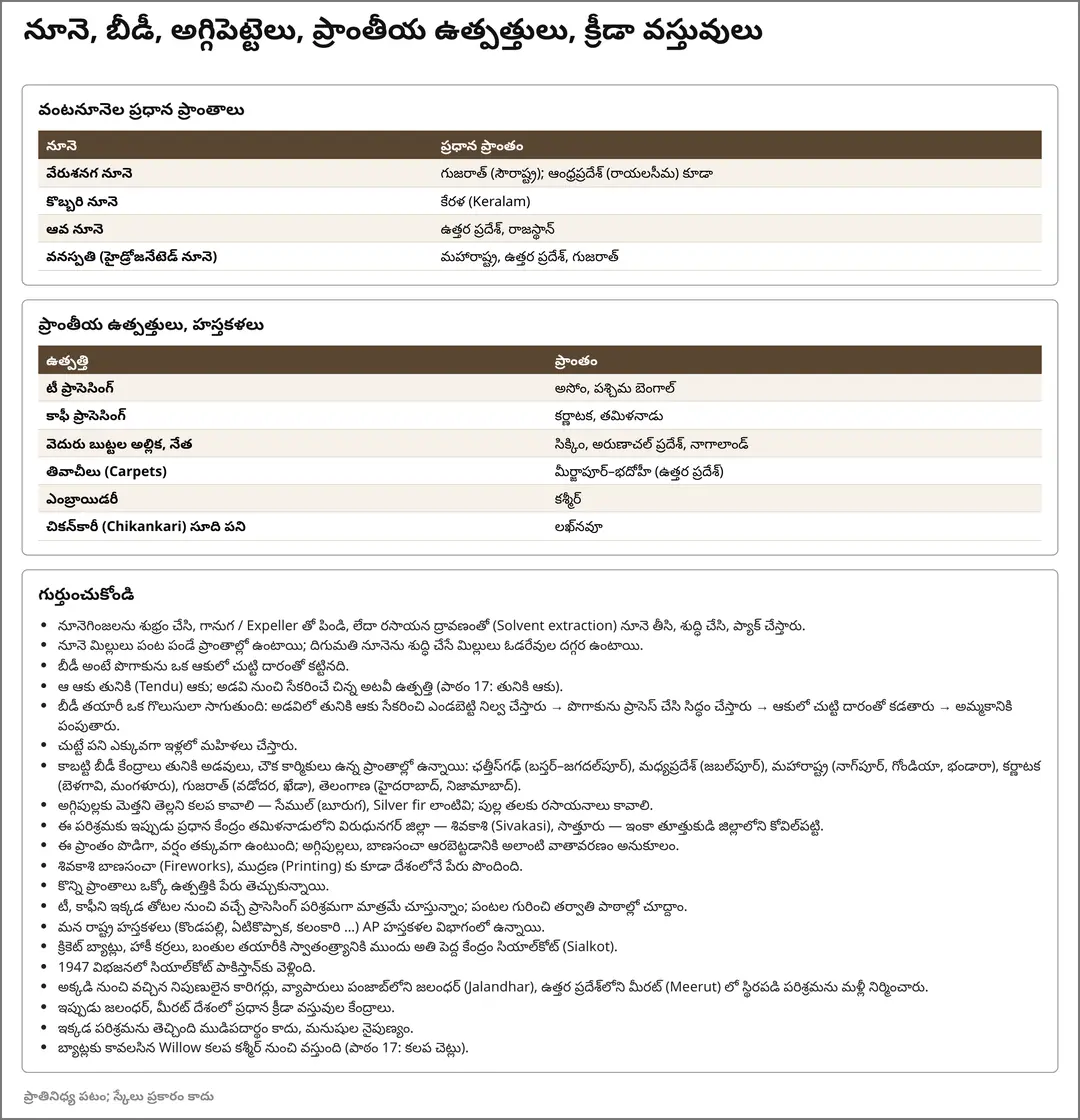 నూనె, బీడీ, అగ్గిపెట్టెలు, ప్రాంతీయ ఉత్పత్తులు, క్రీడా వస్తువులు
వంటనూనెల ప్రధాన ప్రాంతాలు
నూనె ప్రధాన ప్రాంతం
వేరుశనగ నూనె గుజరాత్ (సౌరాష్ట్ర); ఆంధ్రప్రదేశ్ (రాయలసీమ) కూడా
కొబ్బరి నూనె కేరళ (Keralam)
ఆవ నూనె ఉత్తర ప్రదేశ్, రాజస్థాన్
వనస్పతి (హైడ్రోజనేటెడ్ నూనె) మహారాష్ట్ర, ఉత్తర ప్రదేశ్, గుజరాత్
ప్రాంతీయ ఉత్పత్తులు, హస్తకళలు
ఉత్పత్తి ప్రాంతం
టీ ప్రాసెసింగ్ అసోం, పశ్చిమ బెంగాల్
కాఫీ ప్రాసెసింగ్ కర్ణాటక, తమిళనాడు
వెదురు బుట్టల అల్లిక, నేత సిక్కిం, అరుణాచల్ ప్రదేశ్, నాగాలాండ్
తివాచీలు (Carpets) మీర్జాపూర్–భదోహీ (ఉత్తర ప్రదేశ్)
ఎంబ్రాయిడరీ కశ్మీర్
చికన్‌కారీ (Chikankari) సూది పని లఖ్‌నవూ
గుర్తుంచుకోండి
• నూనెగింజలను శుభ్రం చేసి, గానుగ / Expeller తో పిండి, లేదా రసాయన ద్రావణంతో (Solvent extraction) నూనె తీసి, శుద్ధి చేసి, ప్యాక్ చేస్తారు.
• నూనె మిల్లులు పంట పండే ప్రాంతాల్లో ఉంటాయి; దిగుమతి నూనెను శుద్ధి చేసే మిల్లులు ఓడరేవుల దగ్గర ఉంటాయి.
• బీడీ అంటే పొగాకును ఒక ఆకులో చుట్టి దారంతో కట్టినది.
• ఆ ఆకు తునికి (Tendu) ఆకు; అడవి నుంచి సేకరించే చిన్న అటవీ ఉత్పత్తి (పాఠం 17: తునికి ఆకు).
• బీడీ తయారీ ఒక గొలుసులా సాగుతుంది: అడవిలో తునికి ఆకు సేకరించి ఎండబెట్టి నిల్వ చేస్తారు → పొగాకును ప్రాసెస్ చేసి సిద్ధం చేస్తారు → ఆకులో చుట్టి దారంతో కడతారు → అమ్మకానికి
పంపుతారు.
• చుట్టే పని ఎక్కువగా ఇళ్లలో మహిళలు చేస్తారు.
• కాబట్టి బీడీ కేంద్రాలు తునికి అడవులు, చౌక కార్మికులు ఉన్న ప్రాంతాల్లో ఉన్నాయి: ఛత్తీస్‌గఢ్ (బస్తర్–జగదల్‌పూర్), మధ్యప్రదేశ్ (జబల్‌పూర్), మహారాష్ట్ర (నాగ్‌పూర్, గోండియా, భండారా), కర్ణాటక
(బెళగావి, మంగళూరు), గుజరాత్ (వడోదర, ఖేడా), తెలంగాణ (హైదరాబాద్, నిజామాబాద్).
• అగ్గిపుల్లకు మెత్తని తెల్లని కలప కావాలి — సేముల్ (బూరుగ), Silver fir లాంటివి; పుల్ల తలకు రసాయనాలు కావాలి.
• ఈ పరిశ్రమకు ఇప్పుడు ప్రధాన కేంద్రం తమిళనాడులోని విరుధునగర్ జిల్లా — శివకాశి (Sivakasi), సాత్తూరు — ఇంకా తూత్తుకుడి జిల్లాలోని కోవిల్‌పట్టి.
• ఈ ప్రాంతం పొడిగా, వర్షం తక్కువగా ఉంటుంది; అగ్గిపుల్లలు, బాణసంచా ఆరబెట్టడానికి అలాంటి వాతావరణం అనుకూలం.
• శివకాశి బాణసంచా (Fireworks), ముద్రణ (Printing) కు కూడా దేశంలోనే పేరు పొందింది.
• కొన్ని ప్రాంతాలు ఒక్కో ఉత్పత్తికి పేరు తెచ్చుకున్నాయి.
• టీ, కాఫీని ఇక్కడ తోటల నుంచి వచ్చే ప్రాసెసింగ్ పరిశ్రమగా మాత్రమే చూస్తున్నాం; పంటల గురించి తర్వాతి పాఠాల్లో చూద్దాం.
• మన రాష్ట్ర హస్తకళలు (కొండపల్లి, ఏటికొప్పాక, కలంకారి ...) AP హస్తకళల విభాగంలో ఉన్నాయి.
• క్రికెట్ బ్యాట్లు, హాకీ కర్రలు, బంతుల తయారీకి స్వాతంత్ర్యానికి ముందు అతి పెద్ద కేంద్రం సియాల్‌కోట్ (Sialkot).
• 1947 విభజనలో సియాల్‌కోట్ పాకిస్తాన్‌కు వెళ్లింది.
• అక్కడి నుంచి వచ్చిన నిపుణులైన కారిగర్లు, వ్యాపారులు పంజాబ్‌లోని జలంధర్ (Jalandhar), ఉత్తర ప్రదేశ్‌లోని మీరట్ (Meerut) లో స్థిరపడి పరిశ్రమను మళ్లీ నిర్మించారు.
• ఇప్పుడు జలంధర్, మీరట్ దేశంలో ప్రధాన క్రీడా వస్తువుల కేంద్రాలు.
• ఇక్కడ పరిశ్రమను తెచ్చింది ముడిపదార్థం కాదు, మనుషుల నైపుణ్యం.
• బ్యాట్లకు కావలసిన Willow కలప కశ్మీర్ నుంచి వస్తుంది (పాఠం 17: కలప చెట్లు).
ప్రాతినిధ్య పటం; స్కేలు ప్రకారం కాదు